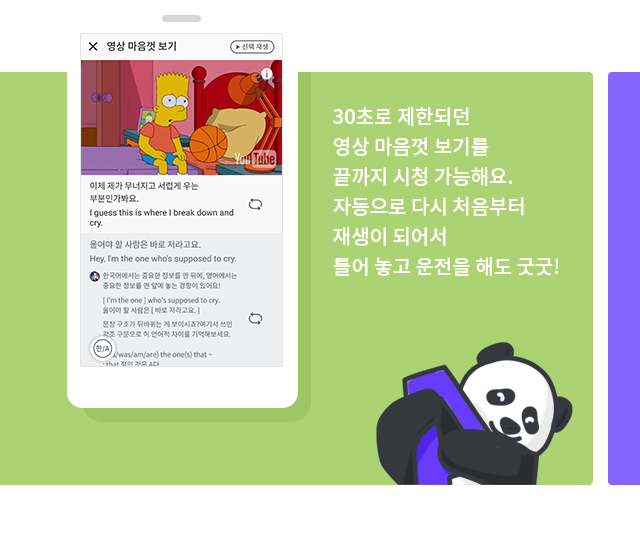 영상 마음껏 보기
선택 재생
i
YouTube
이제 제가 무너지고 서럽게 우는
부분인가봐요.
I guess this is where I break down and
cry.
울어야 할 사람은 바로 저라고요.
Hey, I'm the one who's supposed to cry.
한국어에서는 중요한 정보를 맨 뒤에, 영어에서는
중요한 정보를 맨 앞에 놓는 경향이 있어요!
[ I'm the one ] who's supposed to cry.
울어야 할 사람은 [ 바로 저라고요. ]
문장 구조가 뒤바뀌는 게 보이시죠?여기서 쓰인
강조 구문으로 이 언어적 차이를 기억해보세요.
/was/am/are) the one(s) that ~
한/A
30초로 제한되던
영상 마음껏 보기를
끝까지 시청 가능해요.
자동으로 다시 처음부터
재생이 되어서
틀어 놓고 운전을 해도 굿굿!